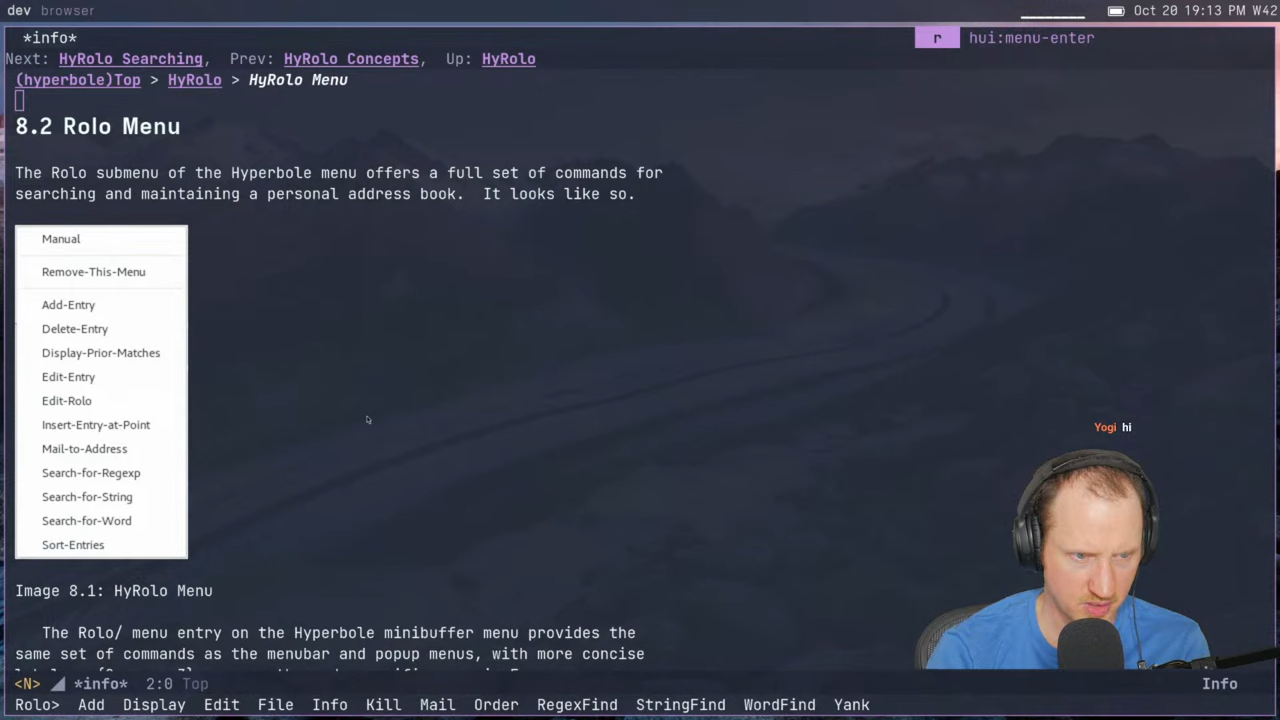 dev browser Oct 20 19:13 PM W42
*info* r hui:menu-enter
Next: HyRolo Searching, Prev: HyRolo Concepts, Up: HyRolo
(hyperbole)Top > HyRolo > HyRolo Menu
8.2 Rolo Menu
The Rolo submenu of the Hyperbole menu offers a full set of commands for
searching and maintaining a personal address book. It looks like so.
Manual
Remove-This-Menu
Add-Entry
Delete-Entry
Display-Prior-Matches
Edit-Entry
Edit-Rolo
Insert-Entry-at-Point
Mail-to-Address
Search-for-Regexp
Search-for-String
Search-for-Word
Sort-Entries
Yogi hi
Image 8.1: HyRolo Menu
The Rolo/ menu entry on the Hyperbole minibuffer menu provides the
same set of commands as the menubar and popup menus, with more concise
<N> *info* 2:0 Top Info
Rolo> Add Display Edit File Info Kill Mail Order RegexFind StringFind WordFind Yank